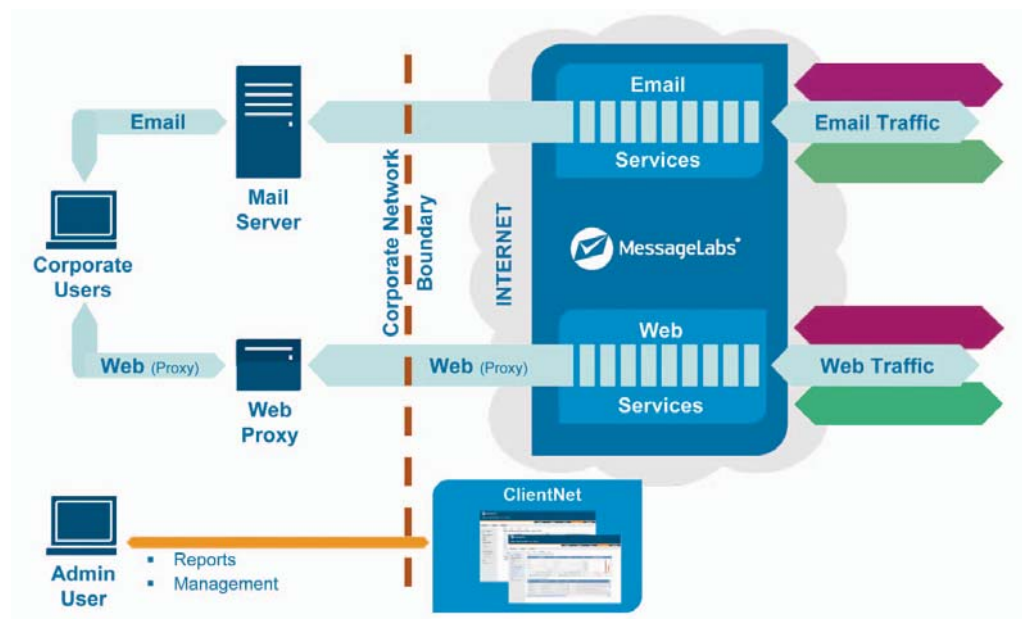 Email
Services
Email
Email Traffic
Mail
Server
Corporate Network
Boundary
INTERNET
MessageLabs
Corporate
Users
Web
Services
Web (Proxy)
Web (Proxy)
Web Traffic
Web
Proxy
ClientNet
Admin
User
▪ Reports
▪ Management